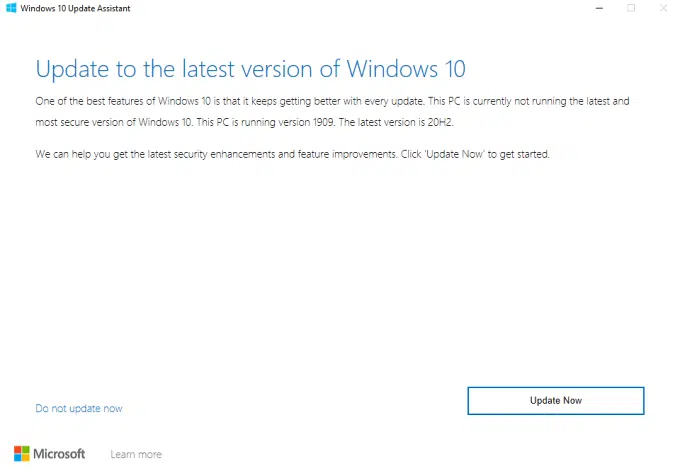 Windows 10 Update Assistant
Update to the latest version of Windows 10
One of the best features of Windows 10 is that it keeps getting better with every update. This PC is currently not running the latest and
most secure version of Windows 10. This PC is running version 1909. The latest version is 20H2.
We can help you get the latest security enhancements and feature improvements. Click 'Update Now' to get started.
Update Now
Do not update now
Microsoft
Learn more